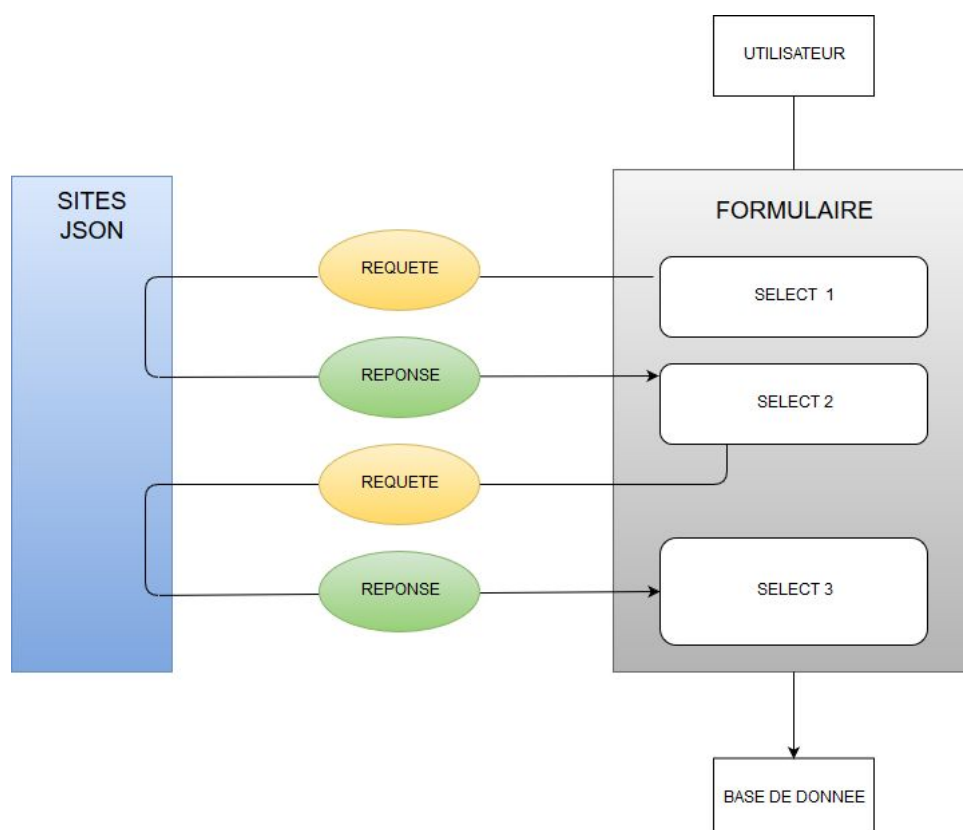 UTILISATEUR
SITES
JSON
FORMULAIRE
REQUETE
SELECT 1
REPONSE
SELECT 2
REQUETE
REPONSE
SELECT 3
BASE DE DONNEE